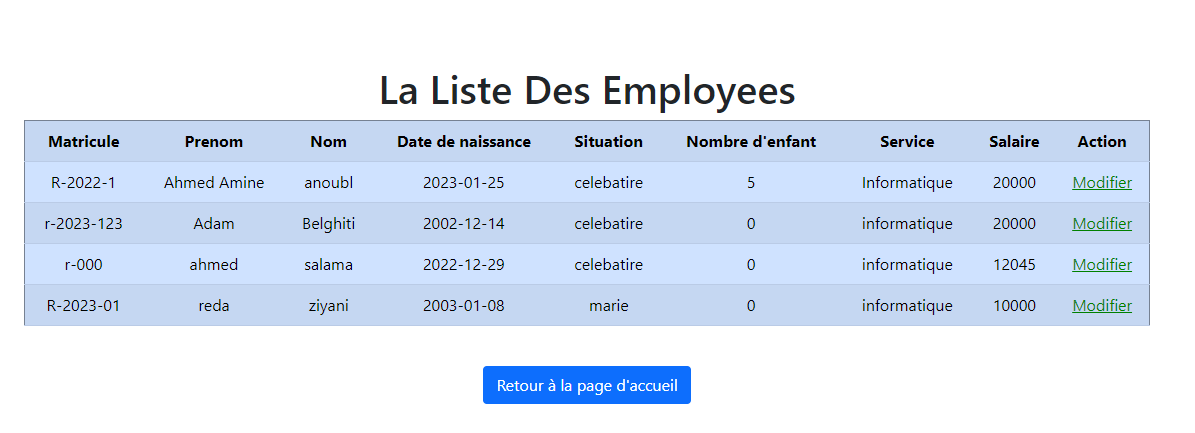 La Liste Des Employees
Matricule Prenom Nom Date de naissance Situation Nombre d'enfant Service Salaire Action
R-2022-1 Ahmed Amine anoubl 2023-01-25 celebatire 5 Informatique 20000 Modifier
r-2023-123 Adam Belghiti 2002-12-14 celebatire 0 informatique 20000 Modifier
r-000 ahmed salama 2022-12-29 celebatire 0 informatique 12045 Modifier
R-2023-01 reda ziyani 2003-01-08 marie 0 informatique 10000 Modifier
Retour à la page d'accueil